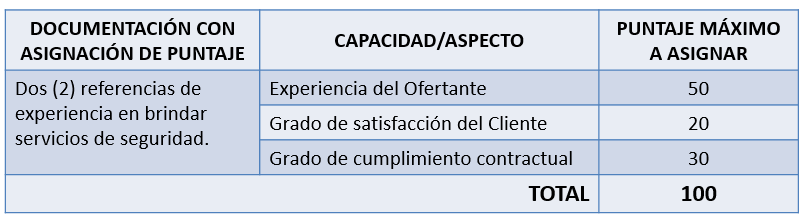 DOCUMENTACIÓN CON
ASIGNACIÓN DE PUNTAJE
CAPACIDAD/ASPECTO
PUNTAJE MÁXIMO
A ASIGNAR
Dos (2) referencias de
experiencia en brindar
servicios de seguridad.
Experiencia del Ofertante
50
Grado de satisfacción del Cliente
20
Grado de cumplimiento contractual
30
TOTAL
100